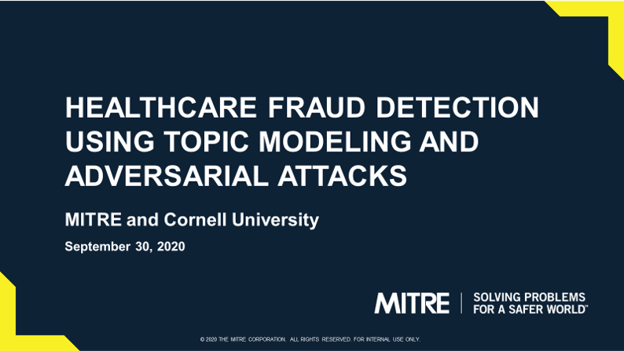 HEALTHCARE FRAUD DETECTION
USING TOPIC MODELING AND
ADVERSARIAL ATTACKS
MITRE and Cornell University
September 30, 2020
MITRE
SOLVING PROBLEMS
FOR A SAFER WORLD™
© 2020 THE MITRE CORPORATION. ALL RIGHTS RESERVED. FOR INTERNAL USE ONLY.